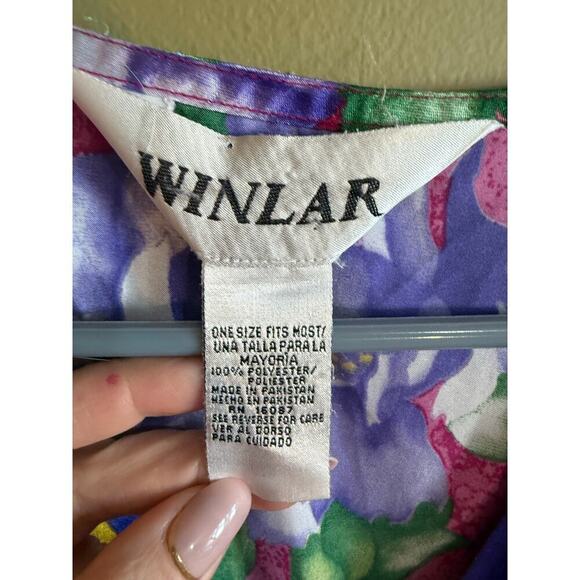 WINLAR
ONE SIZE FITS MOST/
UNA TALLA PARA LA
MAYORIA
100% POLYESTER/
POLIESTER
MADE IN PAKISTAN
HECHO EN PAKISTAN
RN 16087
SEE REVERSE FOR CARE
VER AL DORSO
PARA CUIDADO